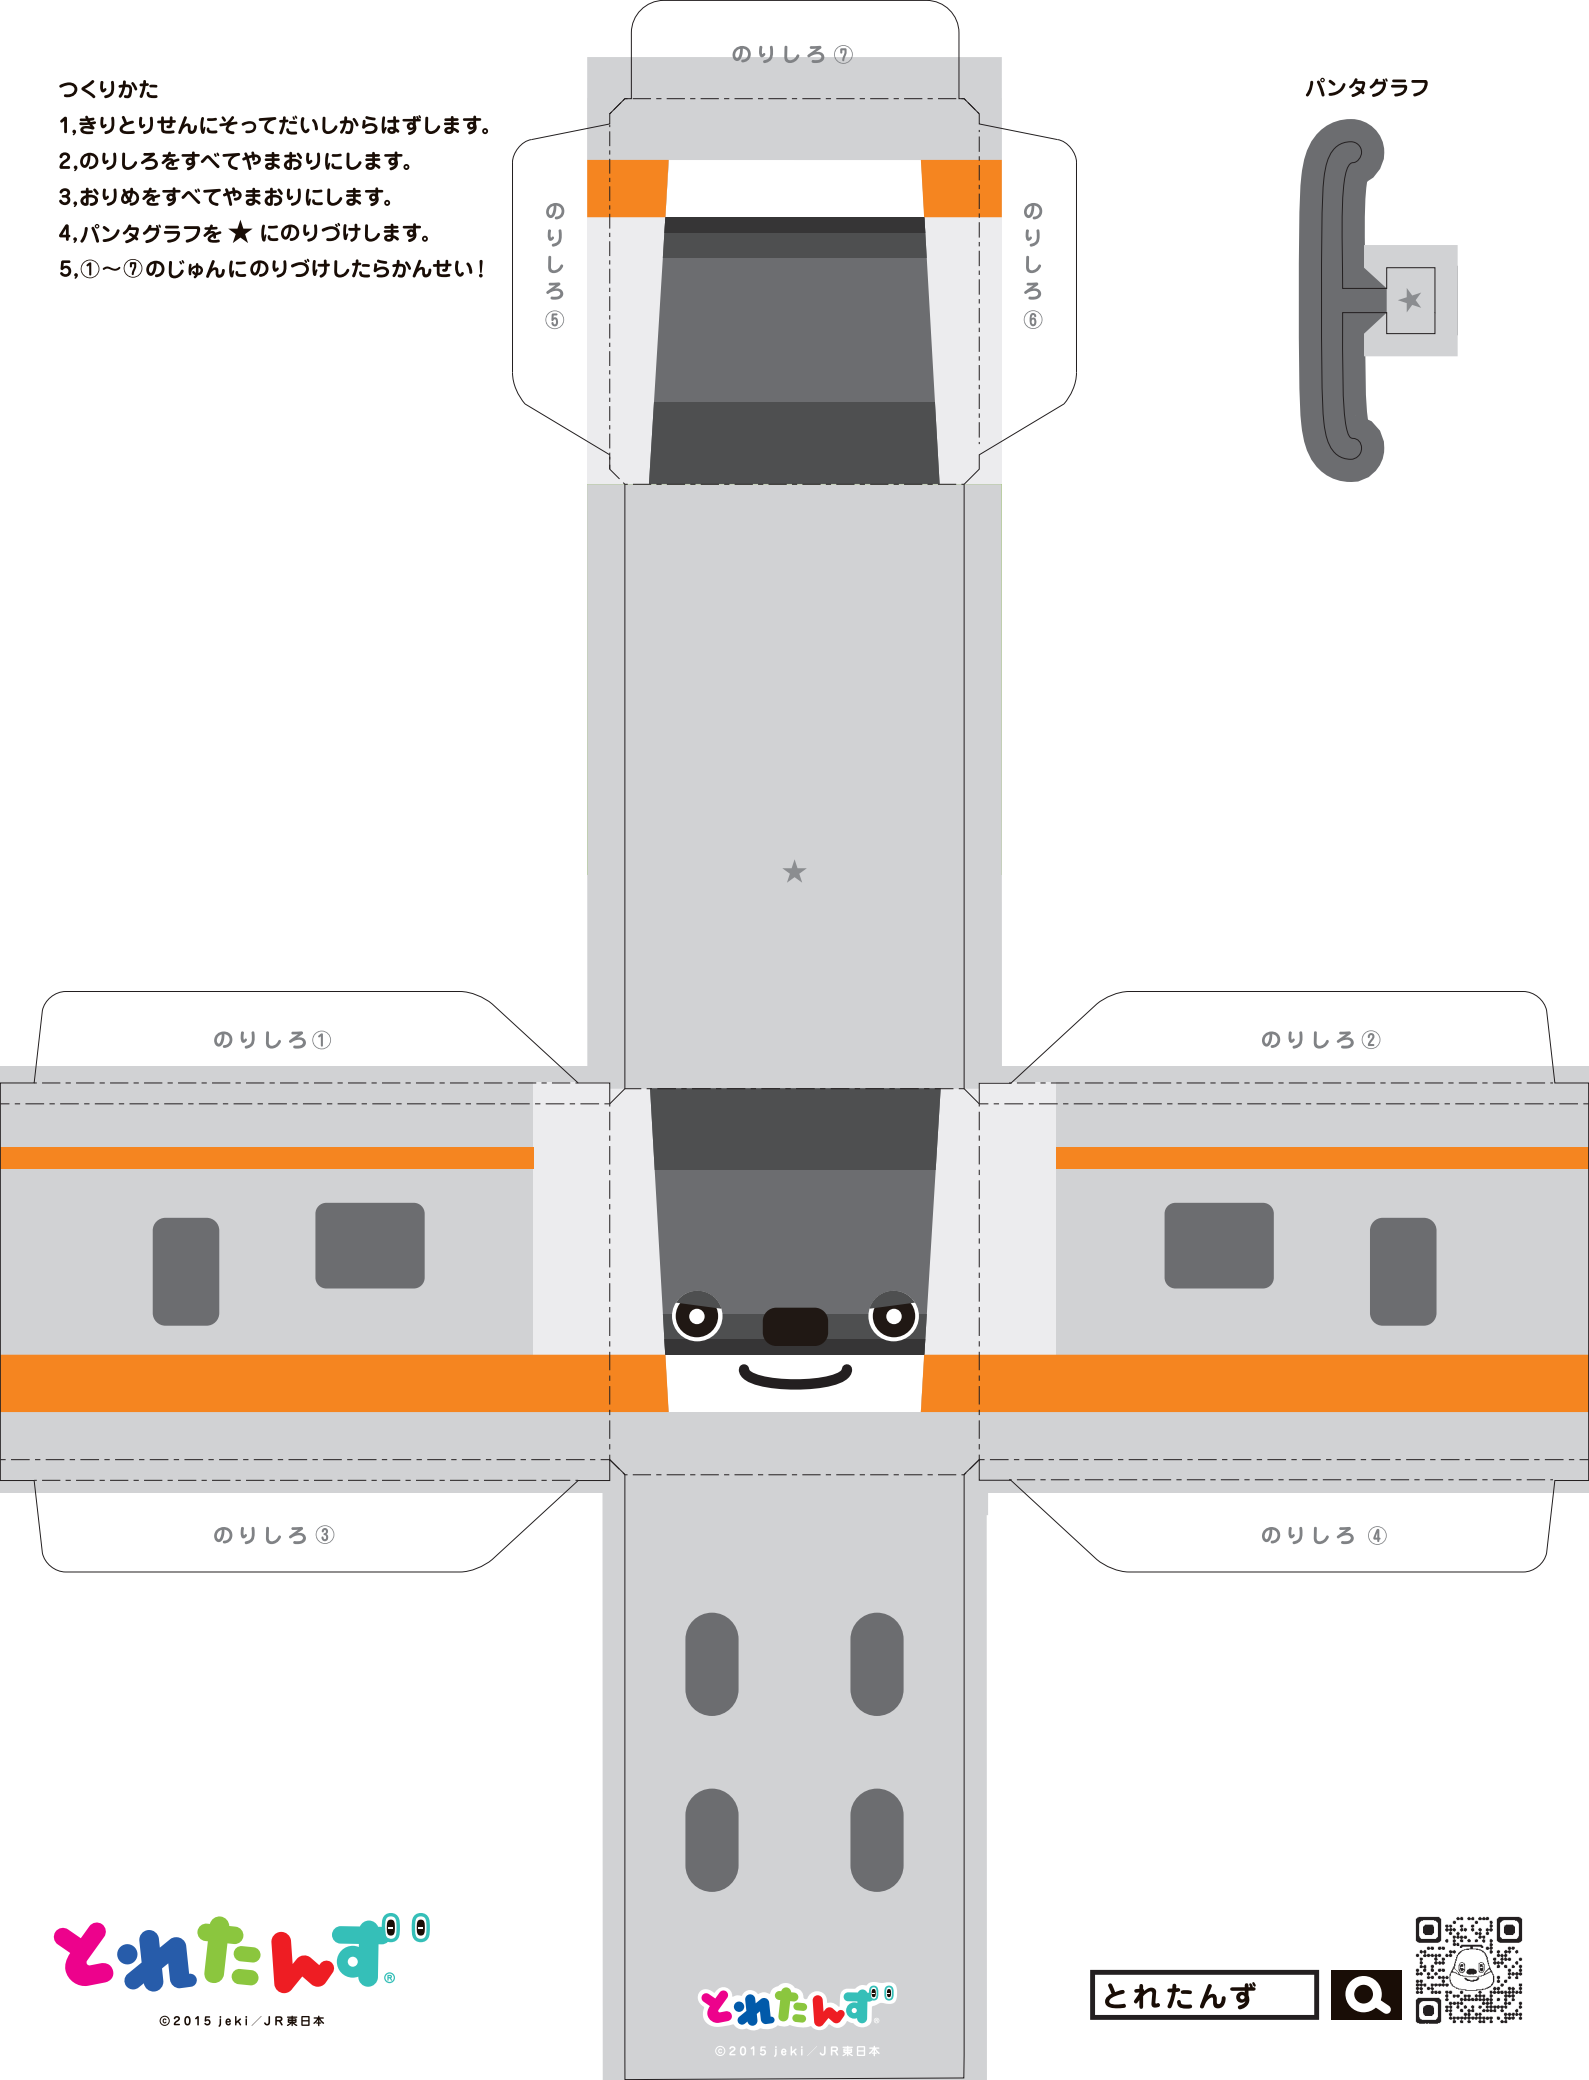 のりしろ⑦
つくりかた
1,きりとりせんにそってだいしからはずします。
2,のりしろをすべてやまおりにします。
3,おりめをすべてやまおりにします。
4,パンタグラフを ★ にのりづけします。
5,①〜⑦のじゅんにのりづけしたらかんせい!
パンタグラフ
のりしろ⑤
のりしろ⑥
のりしろ①
のりしろ②
のりしろ③
のりしろ④
とれたんず®
©2015 jeki/JR東日本
とれたんず
©2015 jeki/JR東日本
とれたんず